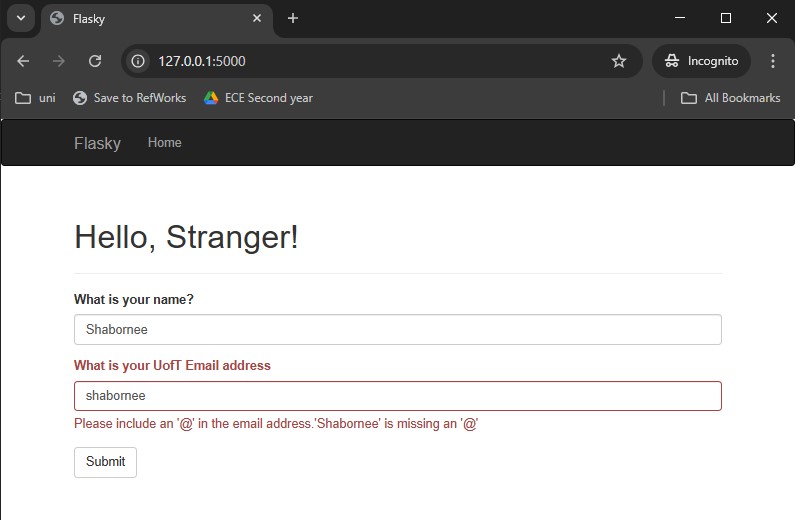 Flasky
127.0.0.1:5000
Incognito
uni
Save to RefWorks
ECE Second year
All Bookmarks
Flasky Home
Hello, Stranger!
What is your name?
Shabornee
What is your UofT Email address
shabornee
Please include an '@' in the email address.'Shabornee' is missing an '@'
Submit